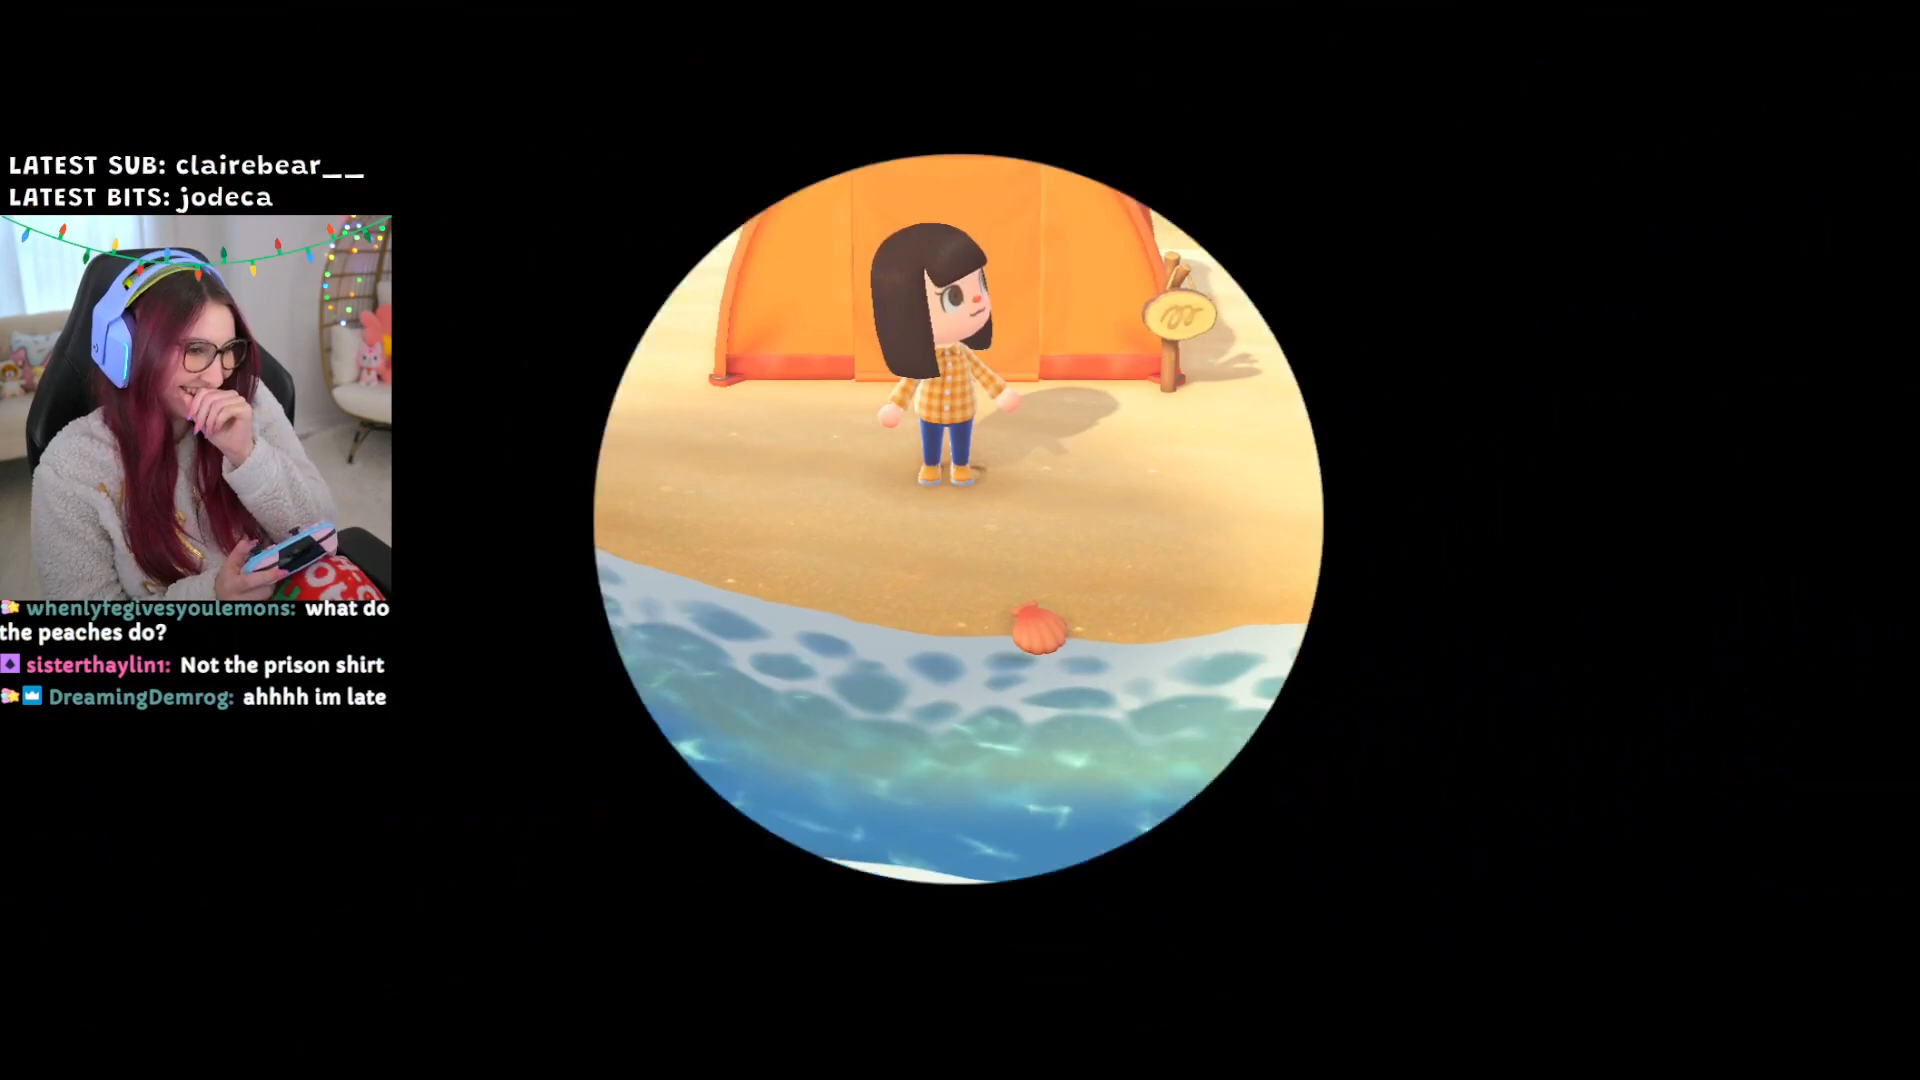 LATEST SUB: clairebear__
LATEST BITS: jodeca
whenlyfegivesyoulemons: what do
the peaches do?
sisterthaylin1: Not the prison shirt
DreamingDemrog: ahhhh im late